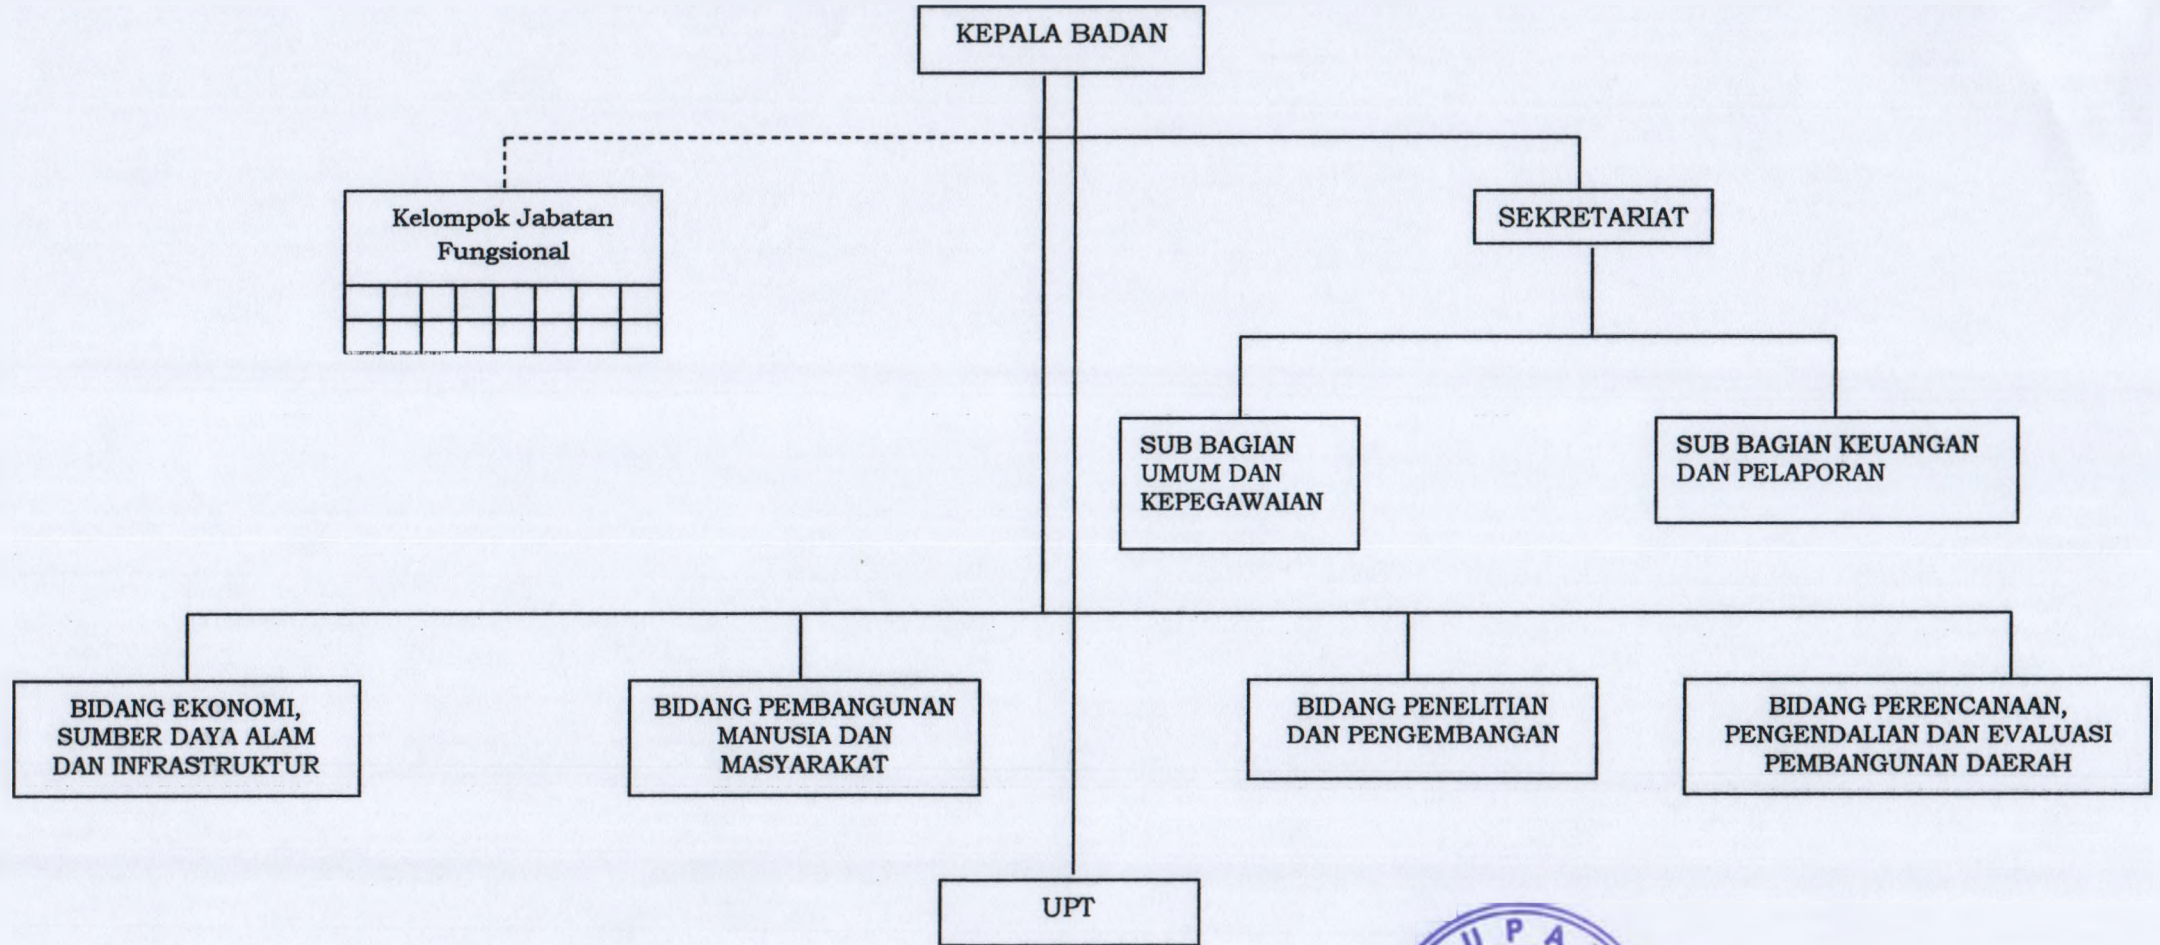 KEPALA BADAN
Kelompok Jabatan
Fungsional
SEKRETARIAT
SUB BAGIAN
UMUM DAN
KEPEGAWAIAN
SUB BAGIAN KEUANGAN
DAN PELAPORAN
BIDANG EKONOMI,
SUMBER DAYA ALAM
DAN INFRASTRUKTUR
BIDANG PEMBANGUNAN
MANUSIA DAN
MASYARAKAT
BIDANG PENELITIAN
DAN PENGEMBANGAN
BIDANG PERENCANAAN,
PENGENDALIAN DAN EVALUASI
PEMBANGUNAN DAERAH
UPT
UPA